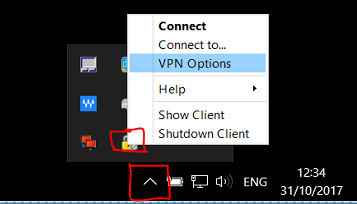 Connect
Connect to...
VPN Options
Help
Show Client
Shutdown Client
W
ENG
12:34
31/10/2017